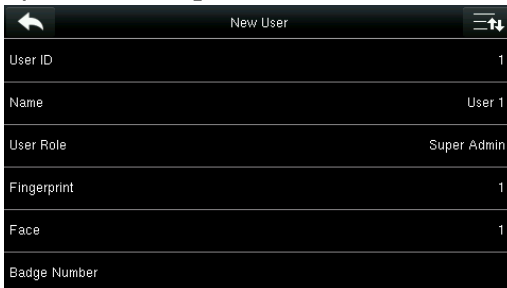 New User
User ID 1
Name User 1
User Role Super Admin
Fingerprint 1
Face 1
Badge Number